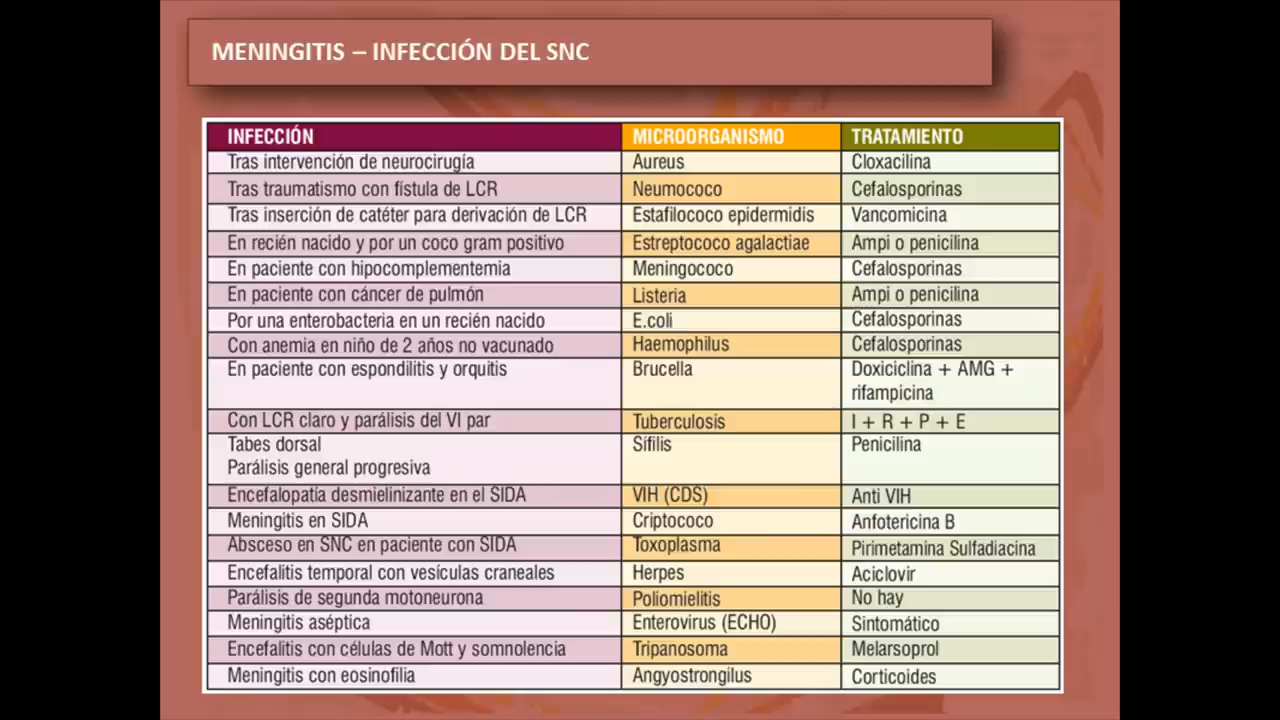 MENINGITIS – INFECCIÓN DEL SNC
INFECCIÓN MICROORGANISMO TRATAMIENTO
Tras intervención de neurocirugía Aureus Cloxacilina
Tras traumatismo con fístula de LCR Neumococo Cefalosporinas
Tras inserción de catéter para derivación de LCR Estafilococo epidermidis Vancomicina
En recién nacido y por un coco gram positivo Estreptococo agalactiae Ampi o penicilina
En paciente con hipocomplementemia Meningococo Cefalosporinas
En paciente con cáncer de pulmón Listeria Ampi o penicilina
Por una enterobacteria en un recién nacido E.coli Cefalosporinas
Con anemia en niño de 2 años no vacunado Haemophilus Cefalosporinas
En paciente con espondilitis y orquitis Brucella Doxiciclina + AMG +
rifampicina
Con LCR claro y parálisis del VI par Tuberculosis I + R + P + E
Tabes dorsal Sífilis Penicilina
Parálisis general progresiva
Encefalopatía desmielinizante en el SIDA VIH (CDS) Anti VIH
Meningitis en SIDA Criptococo Anfotericina B
Absceso en SNC en paciente con SIDA Toxoplasma Pirimetamina Sulfadiacina
Encefalitis temporal con vesículas craneales Herpes Aciclovir
Parálisis de segunda motoneurona Poliomielitis No hay
Meningitis aséptica Enterovirus (ECHO) Sintomático
Encefalitis con células de Mott y somnolencia Tripanosoma Melarsoprol
Meningitis con eosinofilia Angyostrongilus Corticoides